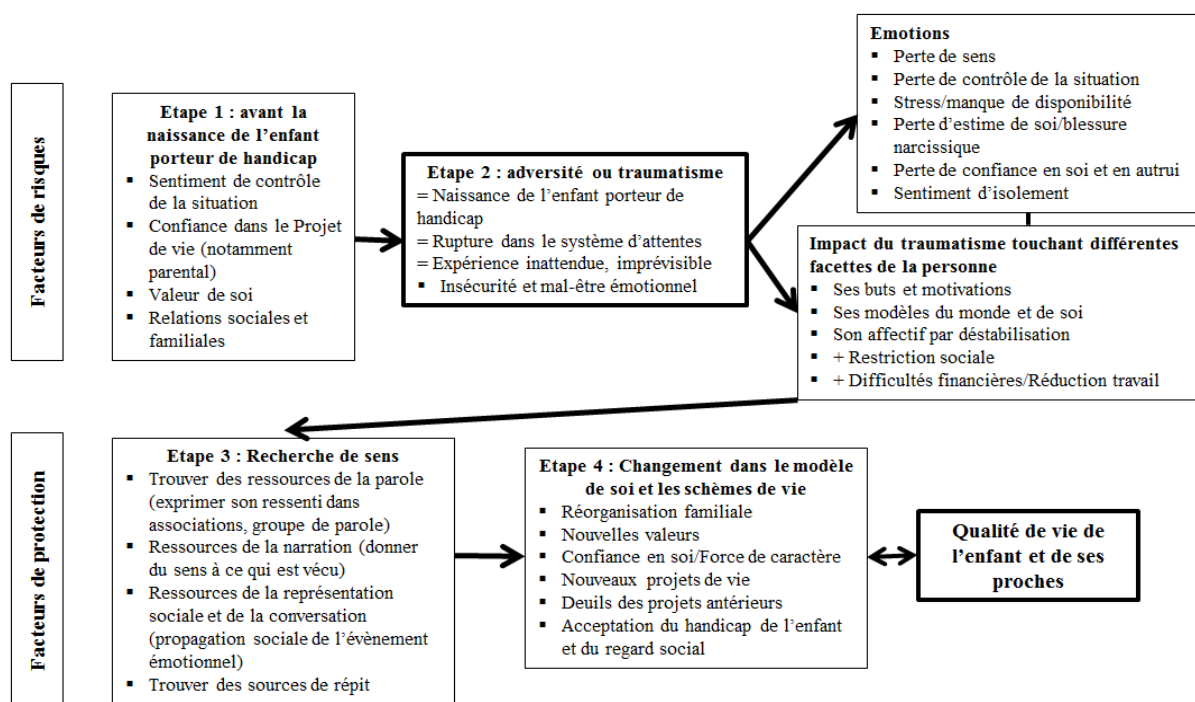 Facteurs de risques
Etape 1 : avant la
naissance de l’enfant
porteur de handicap
▪ Sentiment de contrôle
de la situation
▪ Confiance dans le Projet
de vie (notamment
parental)
▪ Valeur de soi
▪ Relations sociales et
familiales
Etape 2 : adversité ou traumatisme
= Naissance de l’enfant porteur de
handicap
= Rupture dans le système d’attentes
= Expérience inattendue, imprévisible
▪ Insécurité et mal-être émotionnel
Emotions
▪ Perte de sens
▪ Perte de contrôle de la situation
▪ Stress/manque de disponibilité
▪ Perte d’estime de soi/blessure
narcissique
▪ Perte de confiance en soi et en autrui
▪ Sentiment d’isolement
Impact du traumatisme touchant différentes
facettes de la personne
▪ Ses buts et motivations
▪ Ses modèles du monde et de soi
▪ Son affectif par déstabilisation
▪ + Restriction sociale
▪ + Difficultés financières/Réduction travail
Facteurs de protection
Etape 3 : Recherche de sens
▪ Trouver des ressources de la parole
(exprimer son ressenti dans
associations, groupe de parole)
▪ Ressources de la narration (donner
du sens à ce qui est vécu)
▪ Ressources de la représentation
sociale et de la conversation
(propagation sociale de l’évènement
émotionnel)
▪ Trouver des sources de répit
Etape 4 : Changement dans le modèle
de soi et les schèmes de vie
▪ Réorganisation familiale
▪ Nouvelles valeurs
▪ Confiance en soi/Force de caractère
▪ Nouveaux projets de vie
▪ Deuils des projets antérieurs
▪ Acceptation du handicap de l’enfant
et du regard social
Qualité de vie de
l’enfant et de ses
proches